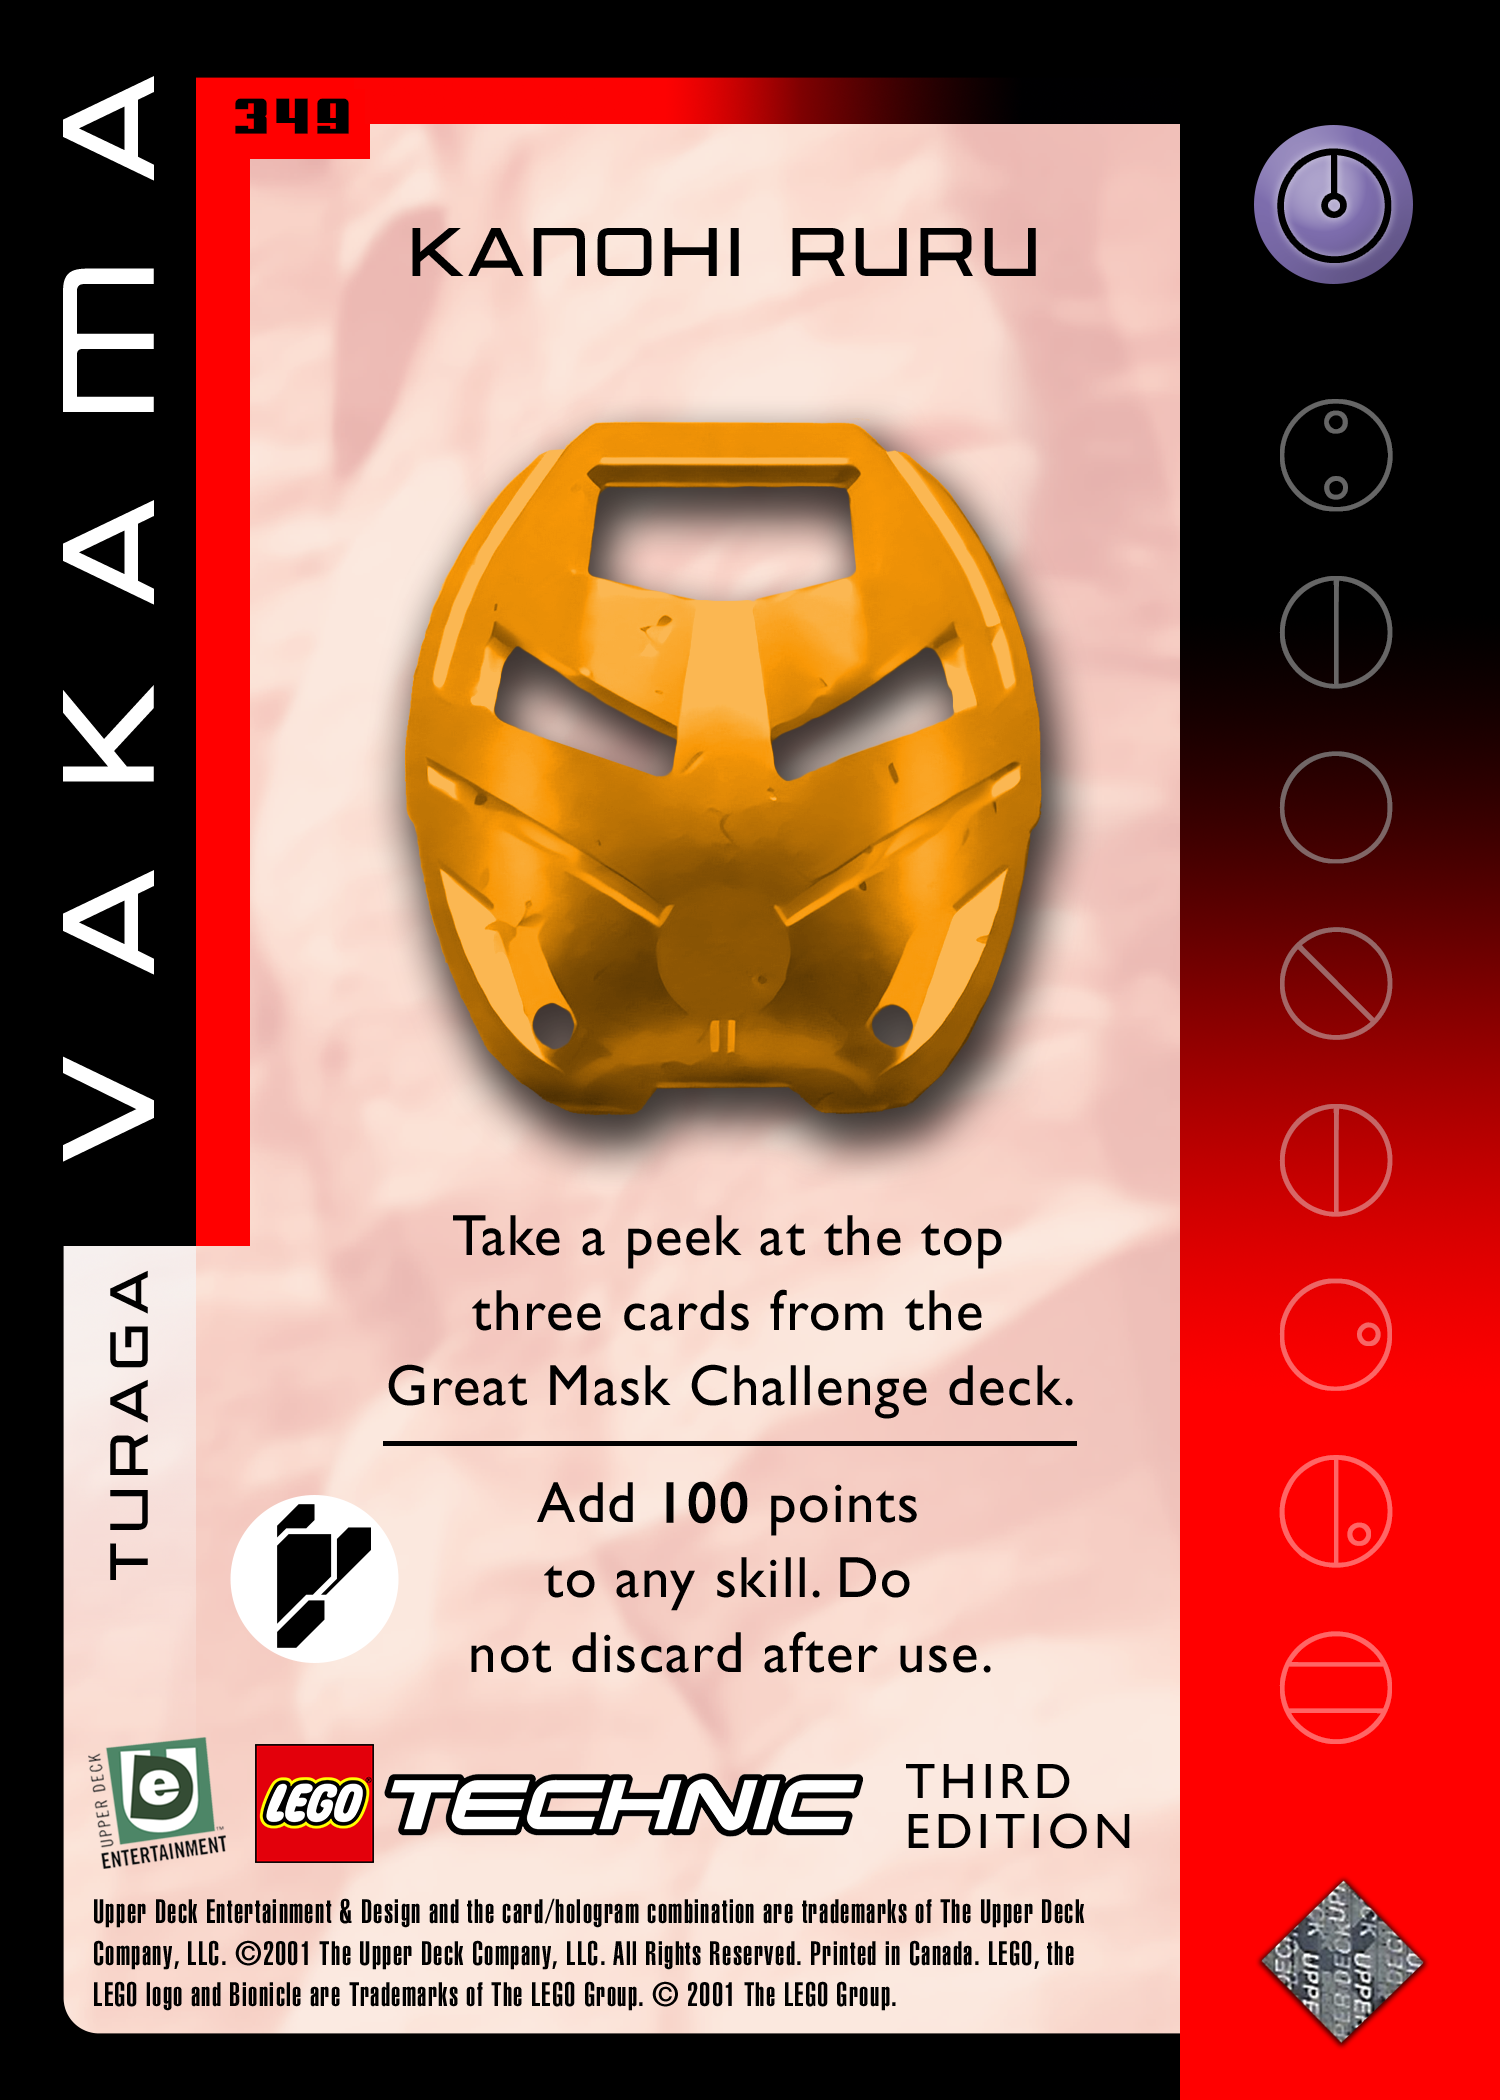 VAKAMA
349
KANOHI RURU
Take a peek at the top
three cards from the
Great Mask Challenge deck.
Add 100 points
to any skill. Do
not discard after use.
TURAGA
UPPER DECK
e
ENTERTAINMENT
™
LEGO
TECHNIC
THIRD
EDITION
Upper Deck Entertainment & Design and the card/hologram combination are trademarks of The Upper Deck
Company, LLC. ©2001 The Upper Deck Company, LLC. All Rights Reserved. Printed in Canada. LEGO, the
LEGO logo and Bionicle are Trademarks of The LEGO Group. © 2001 The LEGO Group.